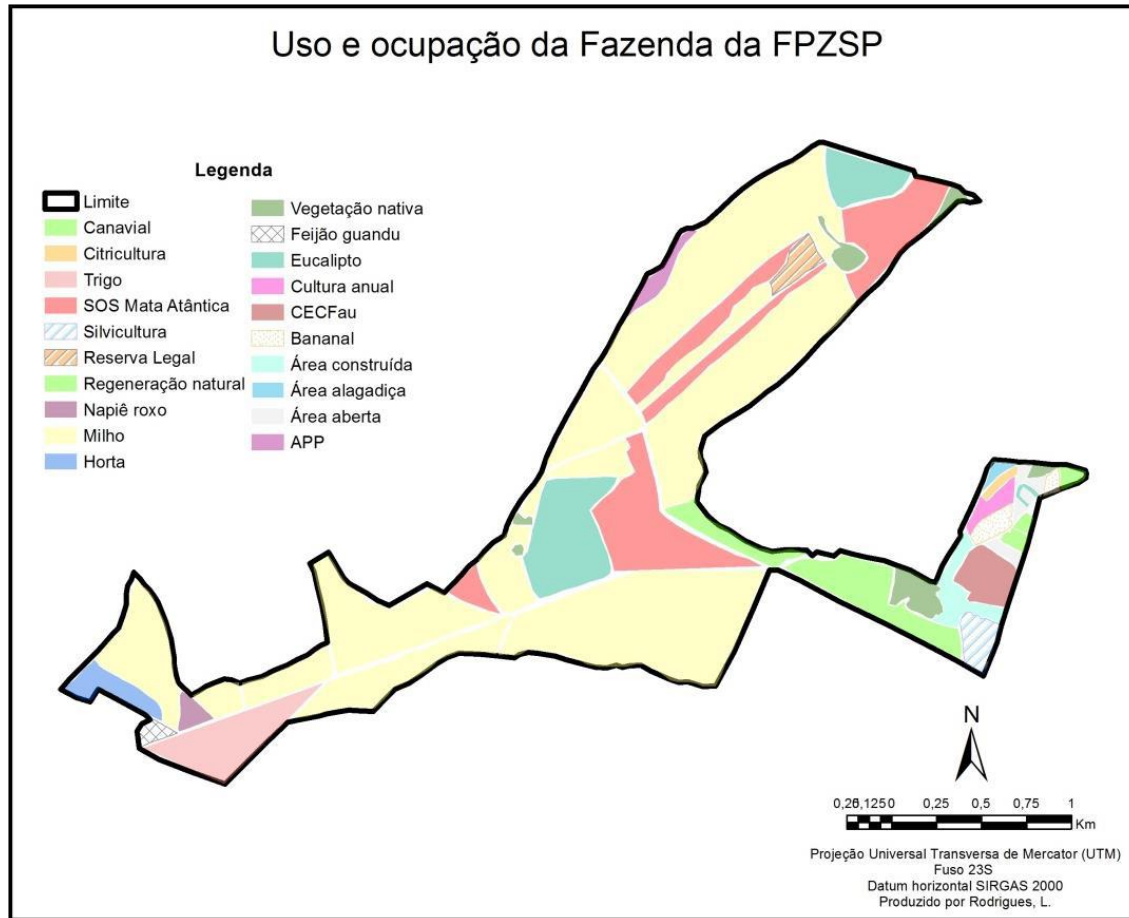 Uso e ocupação da Fazenda da FPZSP
Legenda
Limite
Canavial
Citricultura
Trigo
SOS Mata Atântica
Silvicultura
Reserva Legal
Regeneração natural
Napiê roxo
Milho
Horta
Vegetação nativa
Feijão guandu
Eucalipto
Cultura anual
CECFau
Bananal
Área construída
Área alagadiça
Área aberta
APP
N
0,25 0,125 0 0,25 0,5 0,75 1
Km
Projeção Universal Transversa de Mercator (UTM)
Fuso 23S
Datum horizontal SIRGAS 2000
Produzido por Rodrigues, L.